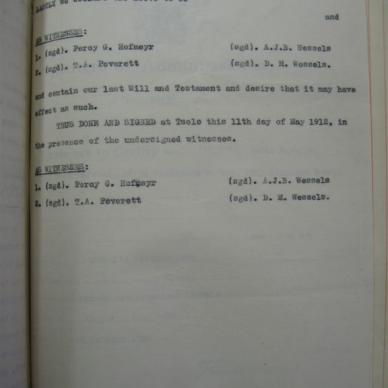 and
AS WITNESSES:
1. (sgd). Percy G. Hofmeyr (sgd). A.J.B. Wessels
2. (sgd). T.A. Poverett (sgd). D. M. Wessels.
and contain our last Will and Testament and desire that it may have
effect as such.
THUS DONE AND SIGNED at Tsolo this 11th day of May 1912, in
the presence of the undersigned witnesses.
AS WITNESSES:
1. (sgd). Percy G. Hofmeyr (sgd). A.J.B. Wessels
2. (sgd). T.A. Poverett (sgd). D. M. Wessels.